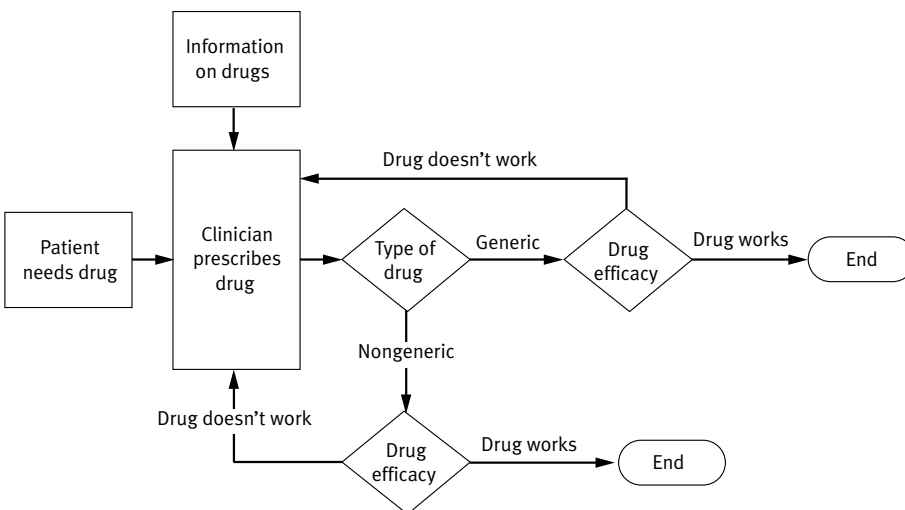 Information
on drugs
Drug doesn't work
Patient
needs drug
Clinician
prescribes
drug
Type of
drug
Generic
Drug
efficacy
Drug works
End
Nongeneric
Drug doesn't work
Drug
efficacy
Drug works
End